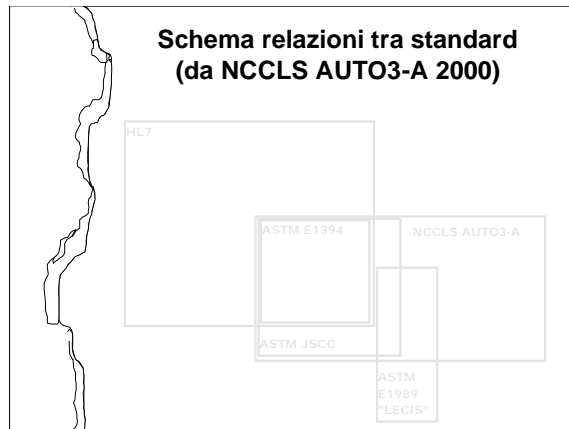 Schema relazioni tra standard
(da NCCLS AUTO3-A 2000)
HL7
ASTM E1394
NCCLS AUTO3-A
ASTM JSCC
ASTM
E1989
"LECIS"